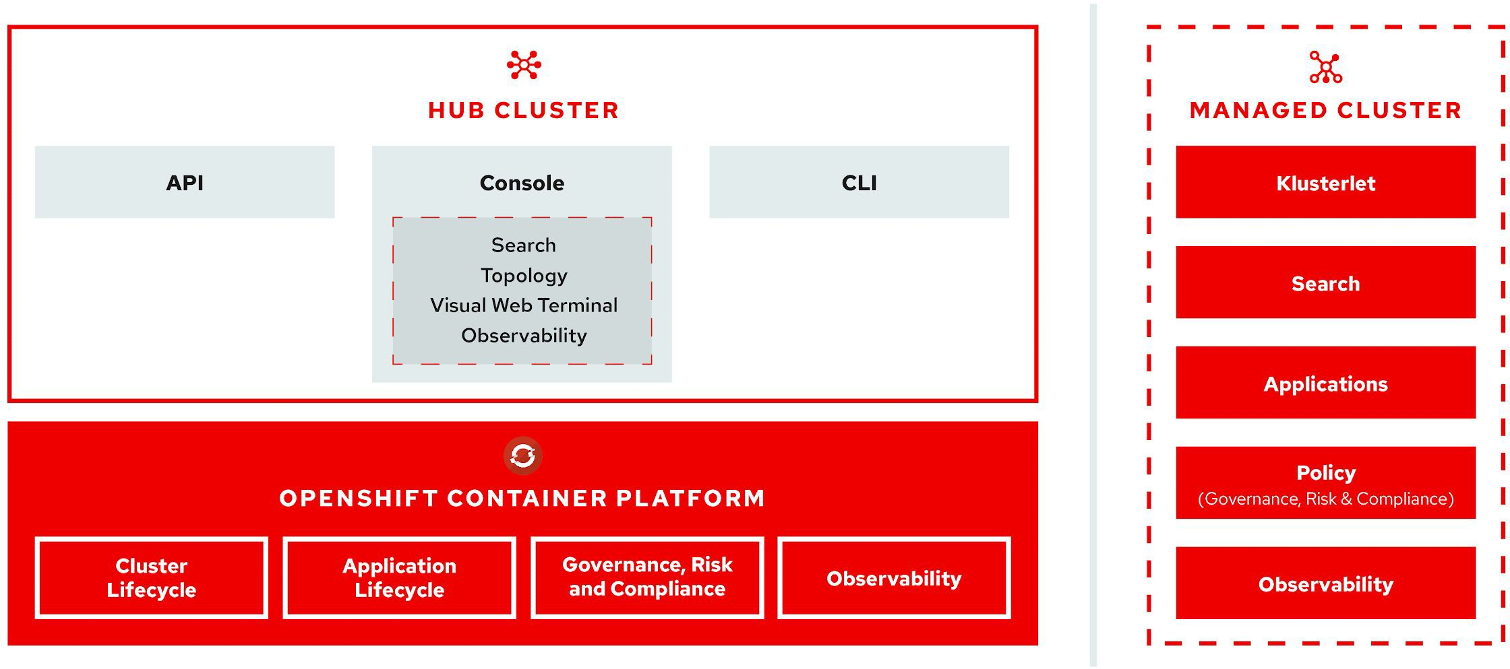 HUB CLUSTER
API
Console
CLI
Search
Topology
Visual Web Terminal
Observability
OPENSHIFT CONTAINER PLATFORM
Cluster
Lifecycle
Application
Lifecycle
Governance, Risk
and Compliance
Observability
MANAGED CLUSTER
Klusterlet
Search
Applications
Policy
(Governance, Risk & Compliance)
Observability